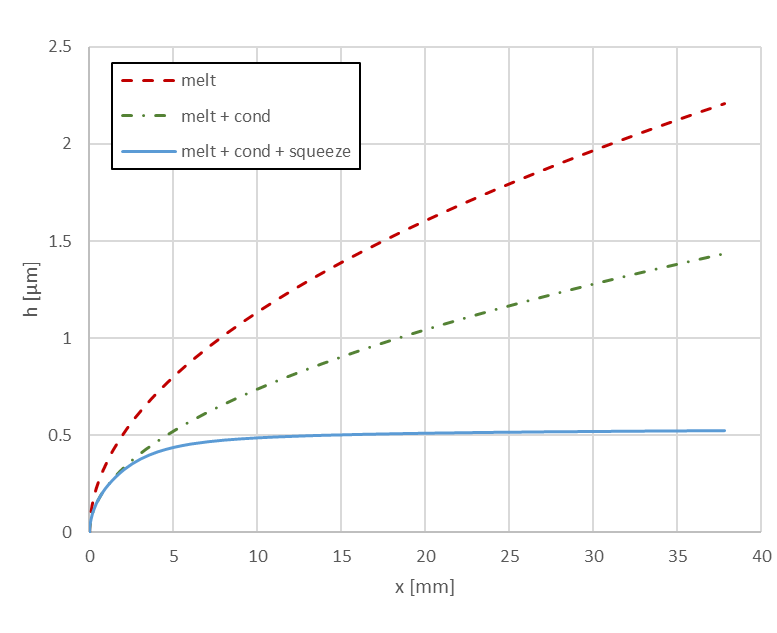 2.5
2
1.5
1
0.5
0
melt
melt + cond
melt + cond + squeeze
h [µm]
0 5 10 15 20 25 30 35 40
x [mm]